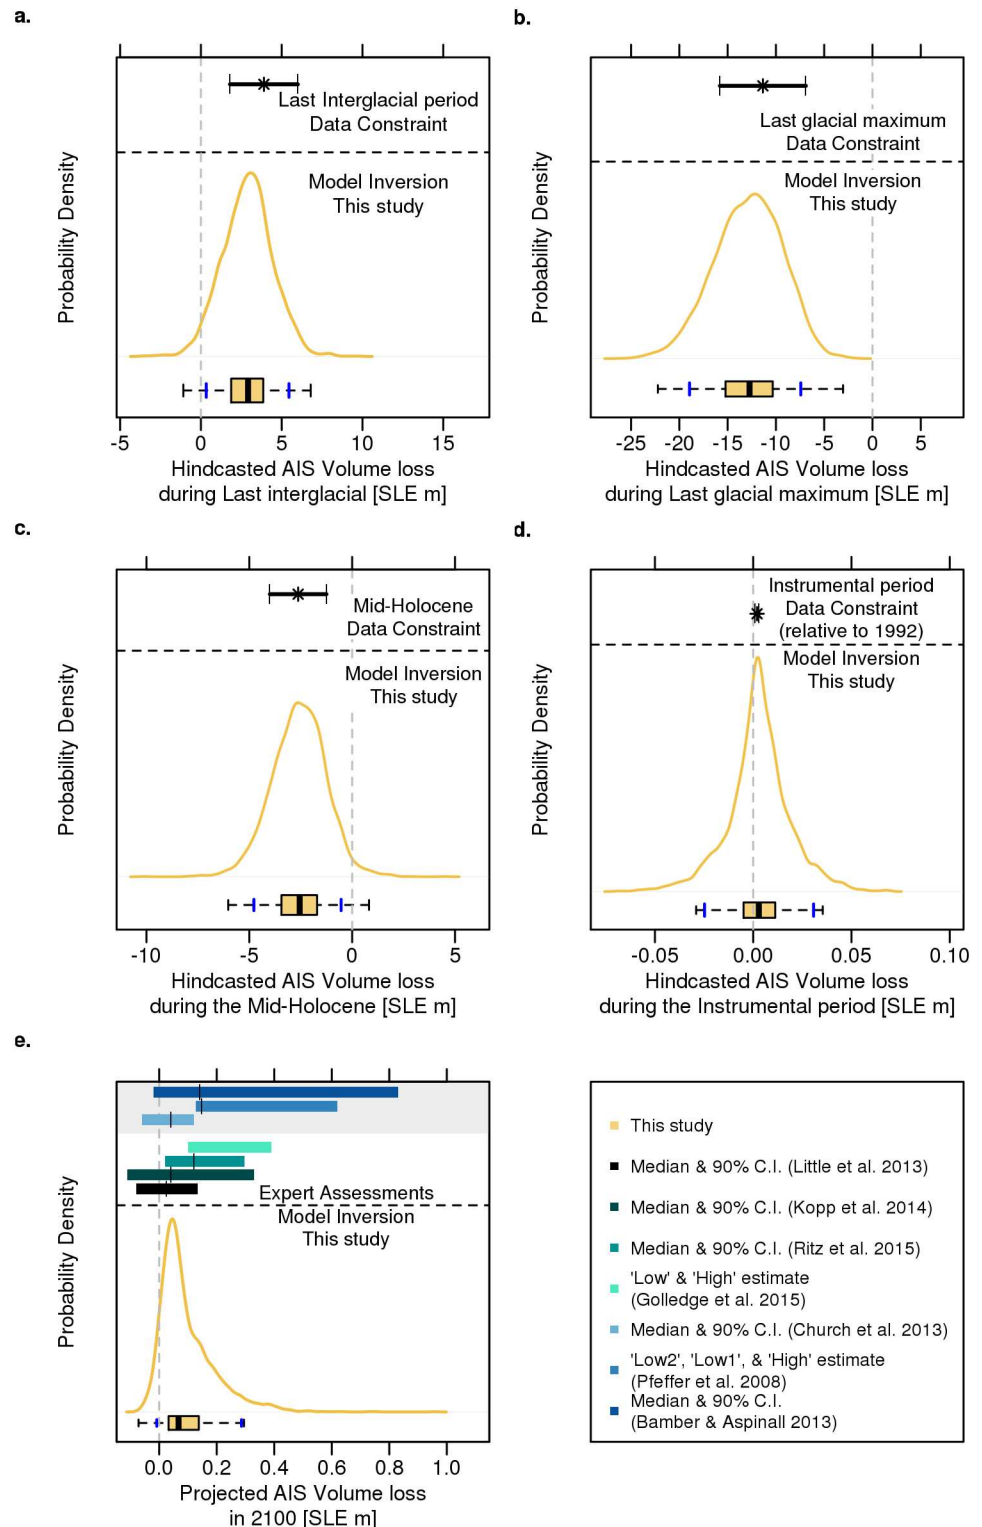 a.
Last Interglacial period
Data Constraint
Model Inversion
This study
Probability Density
-5 0 5 10 15
Hindcasted AIS Volume loss
during Last interglacial [SLE m]
b.
Last glacial maximum
Data Constraint
Model Inversion
This study
Probability Density
-25 -20 -15 -10 -5 0 5
Hindcasted AIS Volume loss
during Last glacial maximum [SLE m]
c.
Mid-Holocene
Data Constraint
Model Inversion
This study
Probability Density
-10 -5 0 5
Hindcasted AIS Volume loss
during the Mid-Holocene [SLE m]
d.
Instrumental period
Data Constraint
(relative to 1992)
Model Inversion
This study
Probability Density
-0.05 0.00 0.05 0.10
Hindcasted AIS Volume loss
during the Instrumental period [SLE m]
e.
Expert Assessments
Model Inversion
This study
Probability Density
0.0 0.2 0.4 0.6 0.8 1.0
Projected AIS Volume loss
in 2100 [SLE m]
This study
Median & 90% C.I. (Little et al. 2013)
Median & 90% C.I. (Kopp et al. 2014)
Median & 90% C.I. (Ritz et al. 2015)
'Low' & 'High' estimate
(Golledge et al. 2015)
Median & 90% C.I. (Church et al. 2013)
'Low2', 'Low1', & 'High' estimate
(Pfeffer et al. 2008)
Median & 90% C.I.
(Bamber & Aspinall 2013)